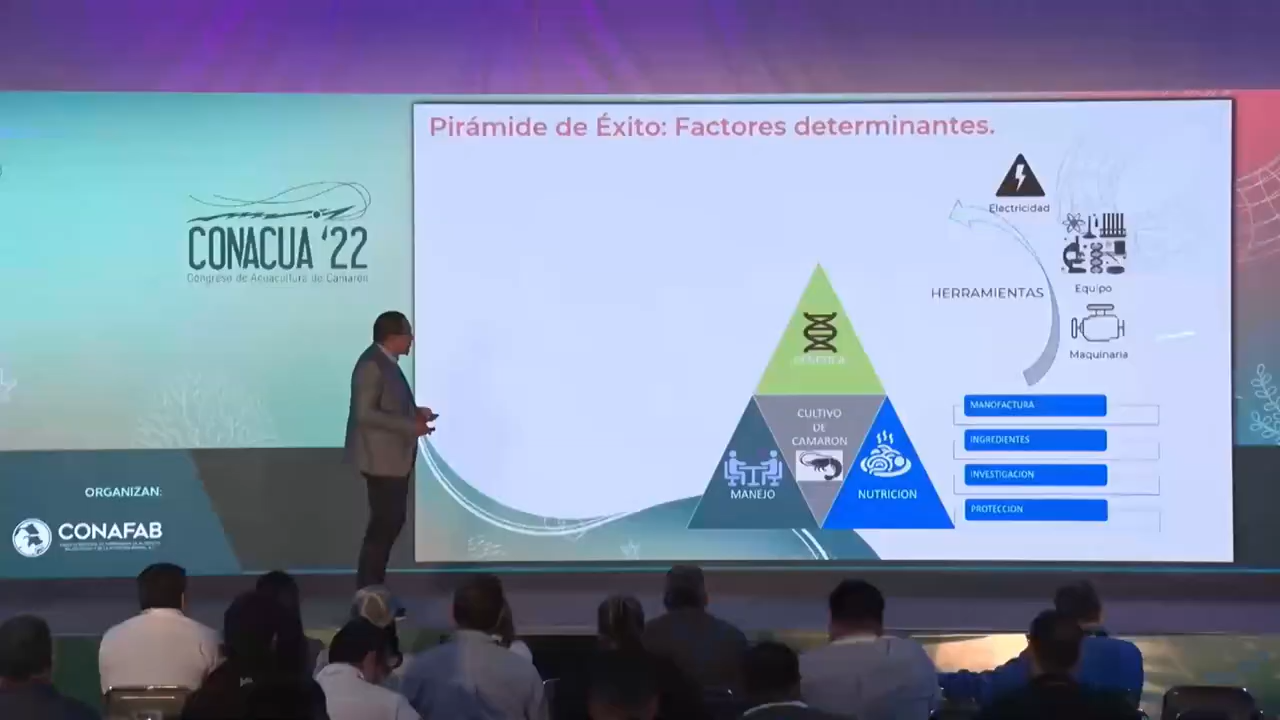 Pirámide de Éxito: Factores determinantes.
CONACUA '22
Congreso de Acuacultura de Camarón
Electricidad
HERRAMIENTAS
Equipo
Maquinaria
GENETICA
CULTIVO
DE
CAMARON
MANEJO
NUTRICION
MANOFACTURA
INGREDIENTES
INVESTIGACION
PROTECCION
ORGANIZAN:
CONAFAB